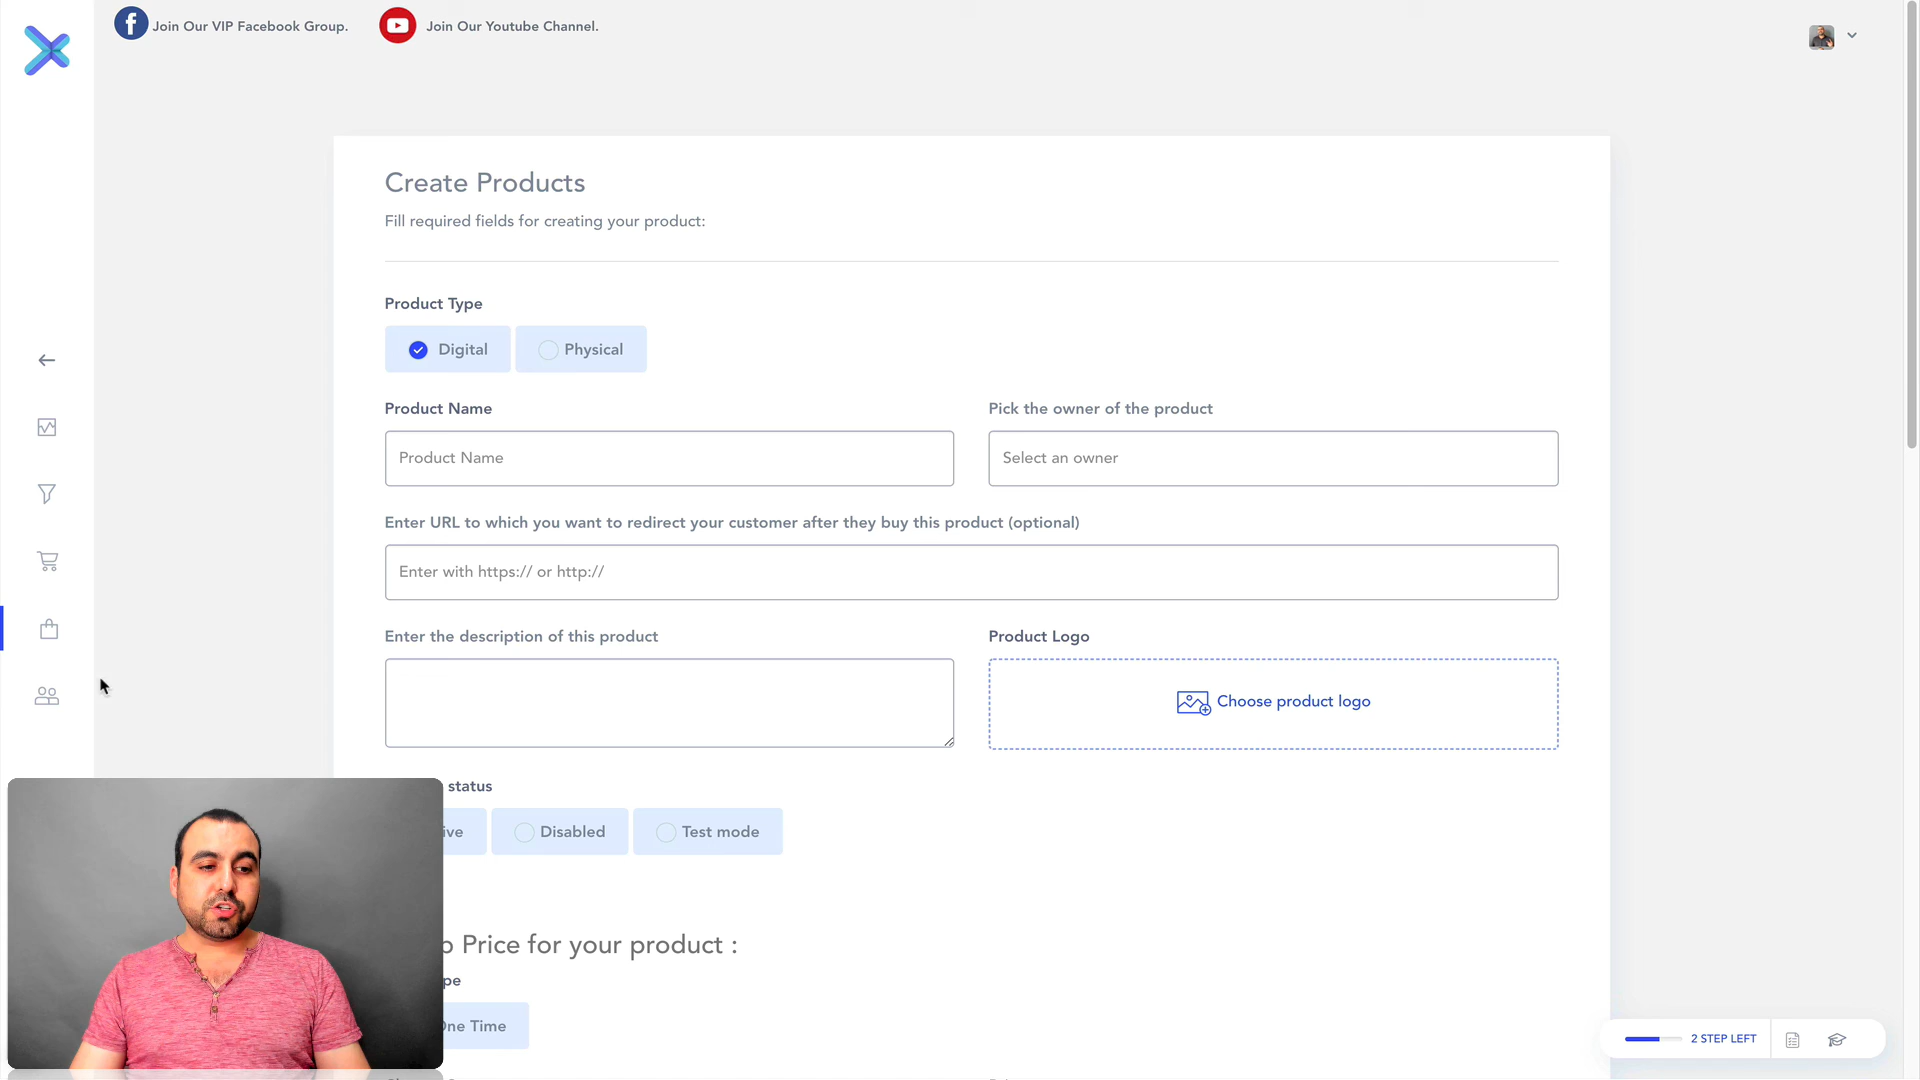 Join Our VIP Facebook Group.
Join Our Youtube Channel.
Create Products
Fill required fields for creating your product:
Product Type
Digital
Physical
Product Name
Pick the owner of the product
Product Name
Select an owner
Enter URL to which you want to redirect your customer after they buy this product (optional)
Enter with https:// or http://
Enter the description of this product
Product Logo
Choose product logo
status
ive
Disabled
Test mode
p Price for your product :
pe
One Time
2 STEP LEFT